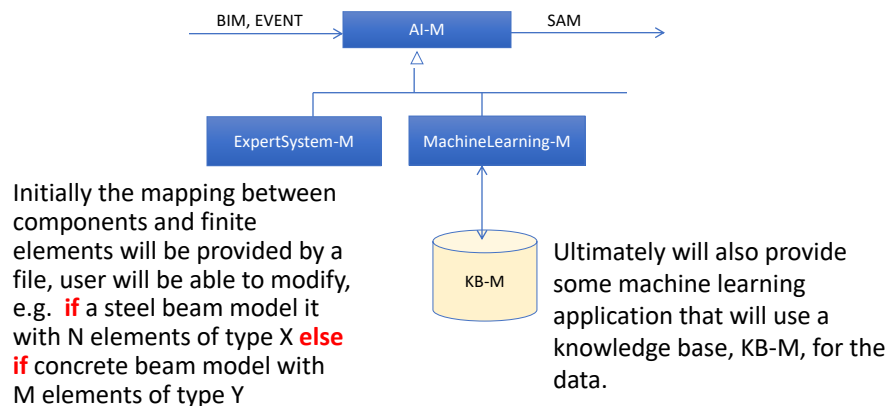 BIM, EVENT
AI-M
SAM
ExpertSystem-M
MachineLearning-M
Initially the mapping between
components and finite
elements will be provided by a
file, user will be able to modify,
e.g. if a steel beam model it
with N elements of type X else
if concrete beam model with
M elements of type Y
KB-M
Ultimately will also provide
some machine learning
application that will use a
knowledge base, KB-M, for the
data.